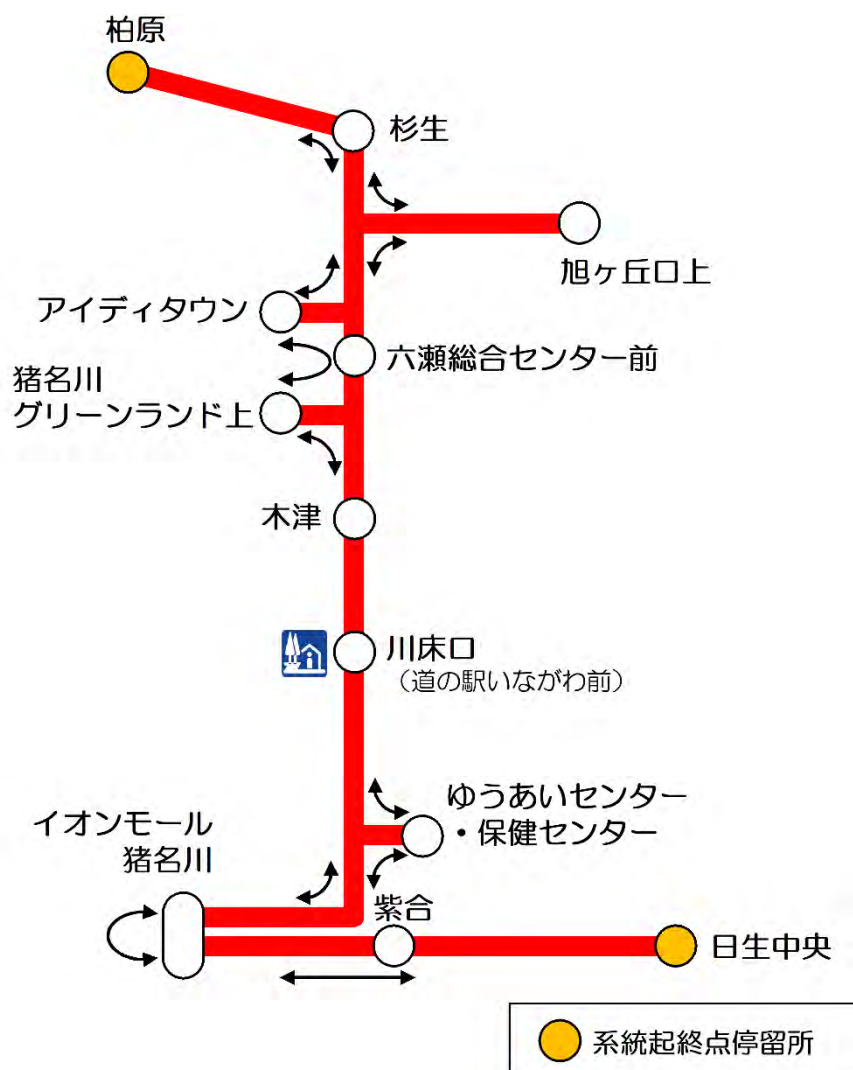 柏原
杉生
旭ヶ丘口上
アイディタウン
六瀬総合センター前
猪名川
グリーンランド上
木津
川床口
（道の駅いながわ前）
ゆうあいセンター
・保健センター
イオンモール
猪名川
紫合
日生中央
系統起終点停留所